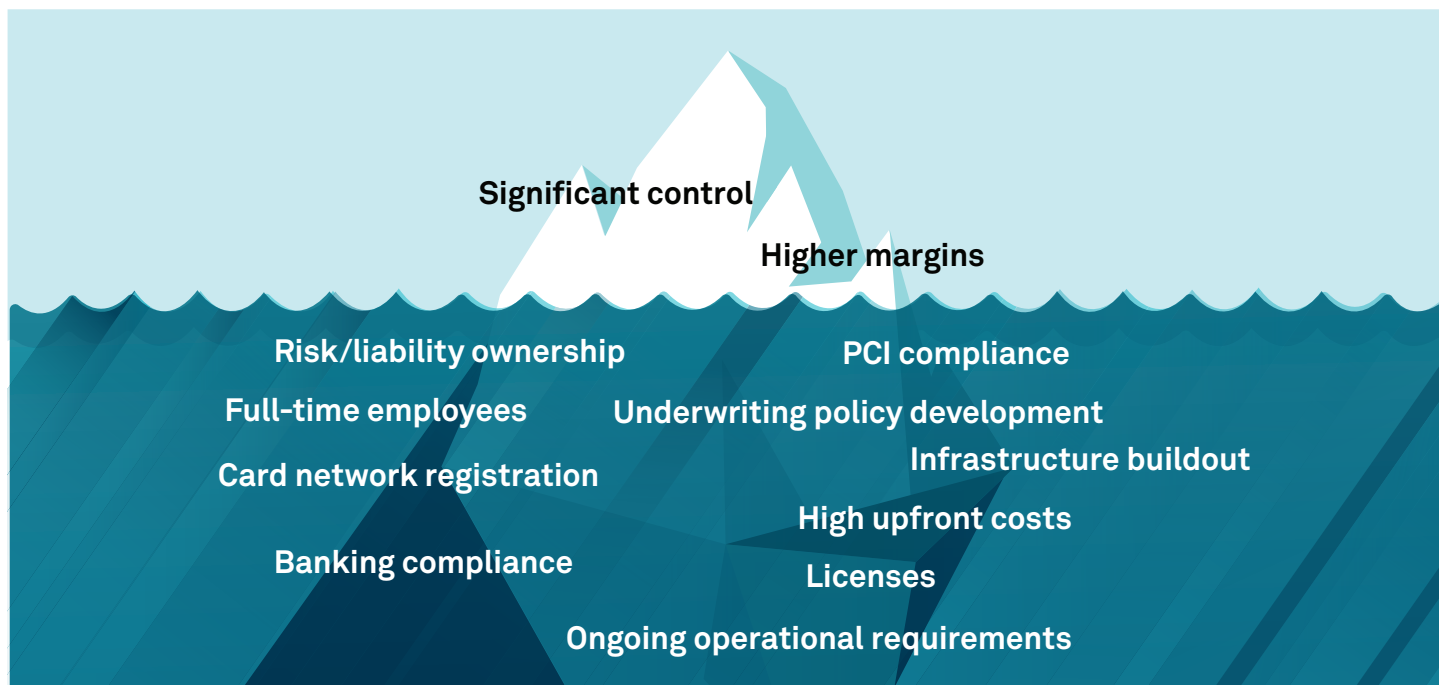 Significant control
Higher margins
Risk/liability ownership
PCI compliance
Full-time employees
Underwriting policy development
Infrastructure buildout
Card network registration
High upfront costs
Banking compliance
Licenses
Ongoing operational requirements